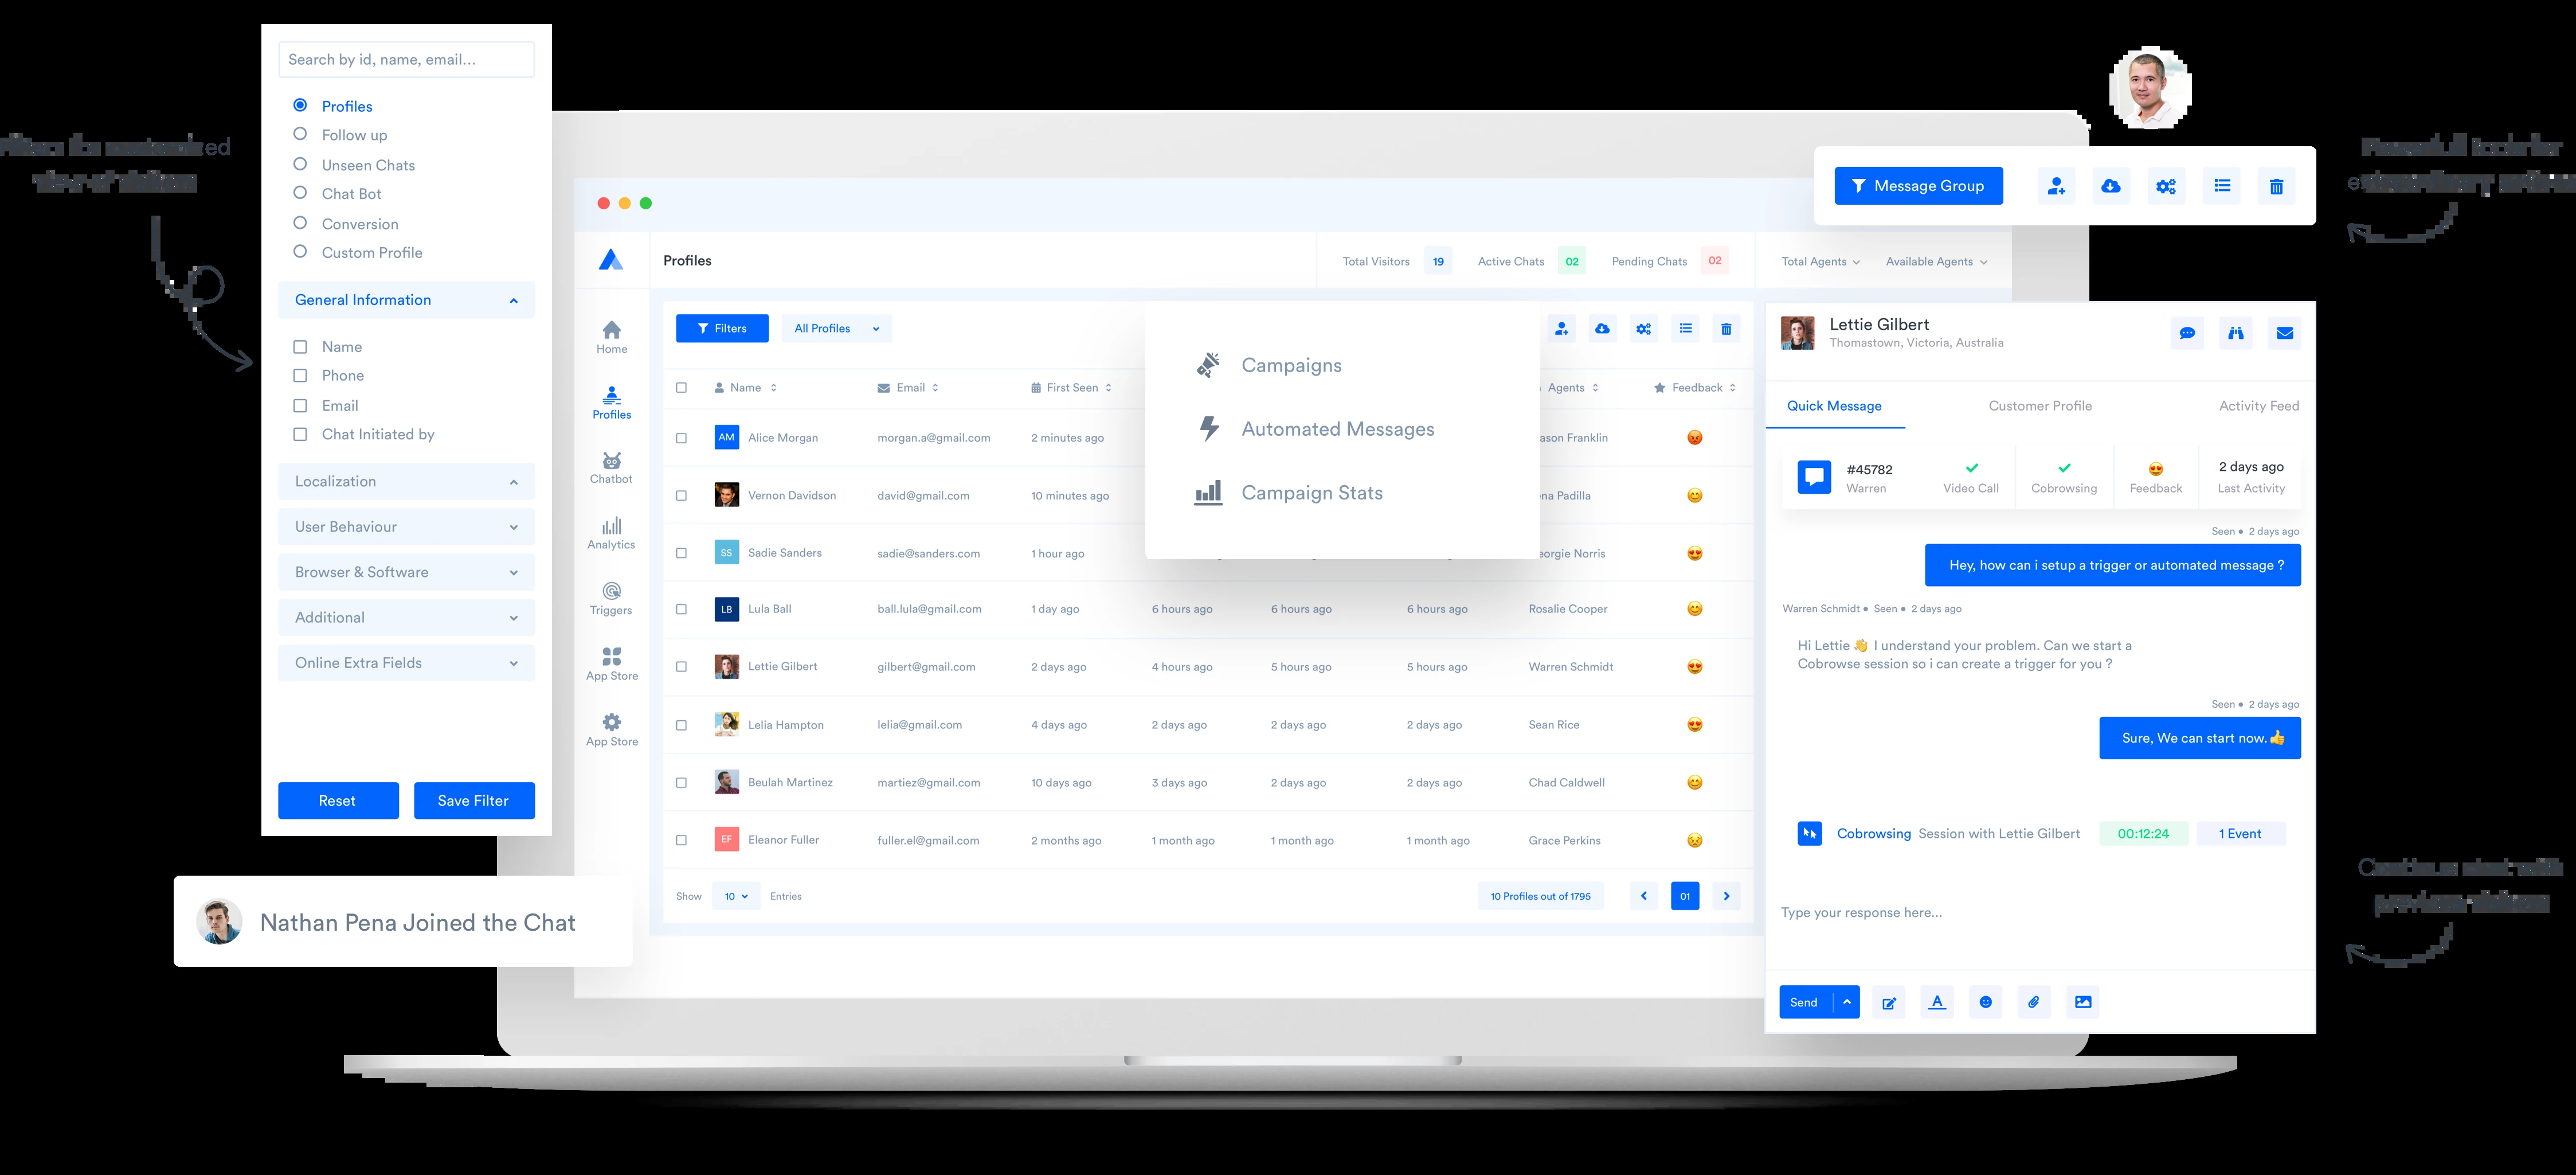 Search by id, name, email...
Profiles
Follow up
Unseen Chats
Chat Bot
Conversion
Custom Profile
General Information
Name
Phone
Email
Chat Initiated by
Localization
User Behaviour
Browser & Software
Additional
Online Extra Fields
Reset Save Filter
Nathan Pena Joined the Chat
Message Group
Profiles Total Visitors 19 Active Chats 02 Pending Chats 02 Total Agents Available Agents
Home
Profiles
Chatbot
Analytics
Triggers
App Store
App Store
Filters All Profiles
Name Email First Seen Agents Feedback
AM Alice Morgan morgan.a@gmail.com 2 minutes ago ason Franklin
Vernon Davidson david@gmail.com 10 minutes ago na Padilla
SS Sadie Sanders sadie@sanders.com 1 hour ago eorgie Norris
LB Lula Ball ball.lula@gmail.com 1 day ago 6 hours ago 6 hours ago 6 hours ago Rosalie Cooper
Lettie Gilbert gilbert@gmail.com 2 days ago 4 hours ago 5 hours ago 5 hours ago Warren Schmidt
Lelia Hampton lelia@gmail.com 4 days ago 2 days ago 2 days ago 2 days ago Sean Rice
Beulah Martinez martiez@gmail.com 10 days ago 3 days ago 2 days ago 2 days ago Chad Caldwell
EF Eleanor Fuller fuller.el@gmail.com 2 months ago 1 month ago 1 month ago 1 month ago Grace Perkins
Show 10 Entries 10 Profiles out of 1795 01
Campaigns
Automated Messages
Campaign Stats
Lettie Gilbert
Thomastown, Victoria, Australia
Quick Message Customer Profile Activity Feed
#45782 2 days ago
Warren Video Call Cobrowsing Feedback Last Activity
Seen • 2 days ago
Hey, how can i setup a trigger or automated message ?
Warren Schmidt • Seen • 2 days ago
Hi Lettie 👋 I understand your problem. Can we start a
Cobrowse session so i can create a trigger for you ?
Seen • 2 days ago
Sure, We can start now.👍
Cobrowsing Session with Lettie Gilbert 00:12:24 1 Event
Type your response here...
Send